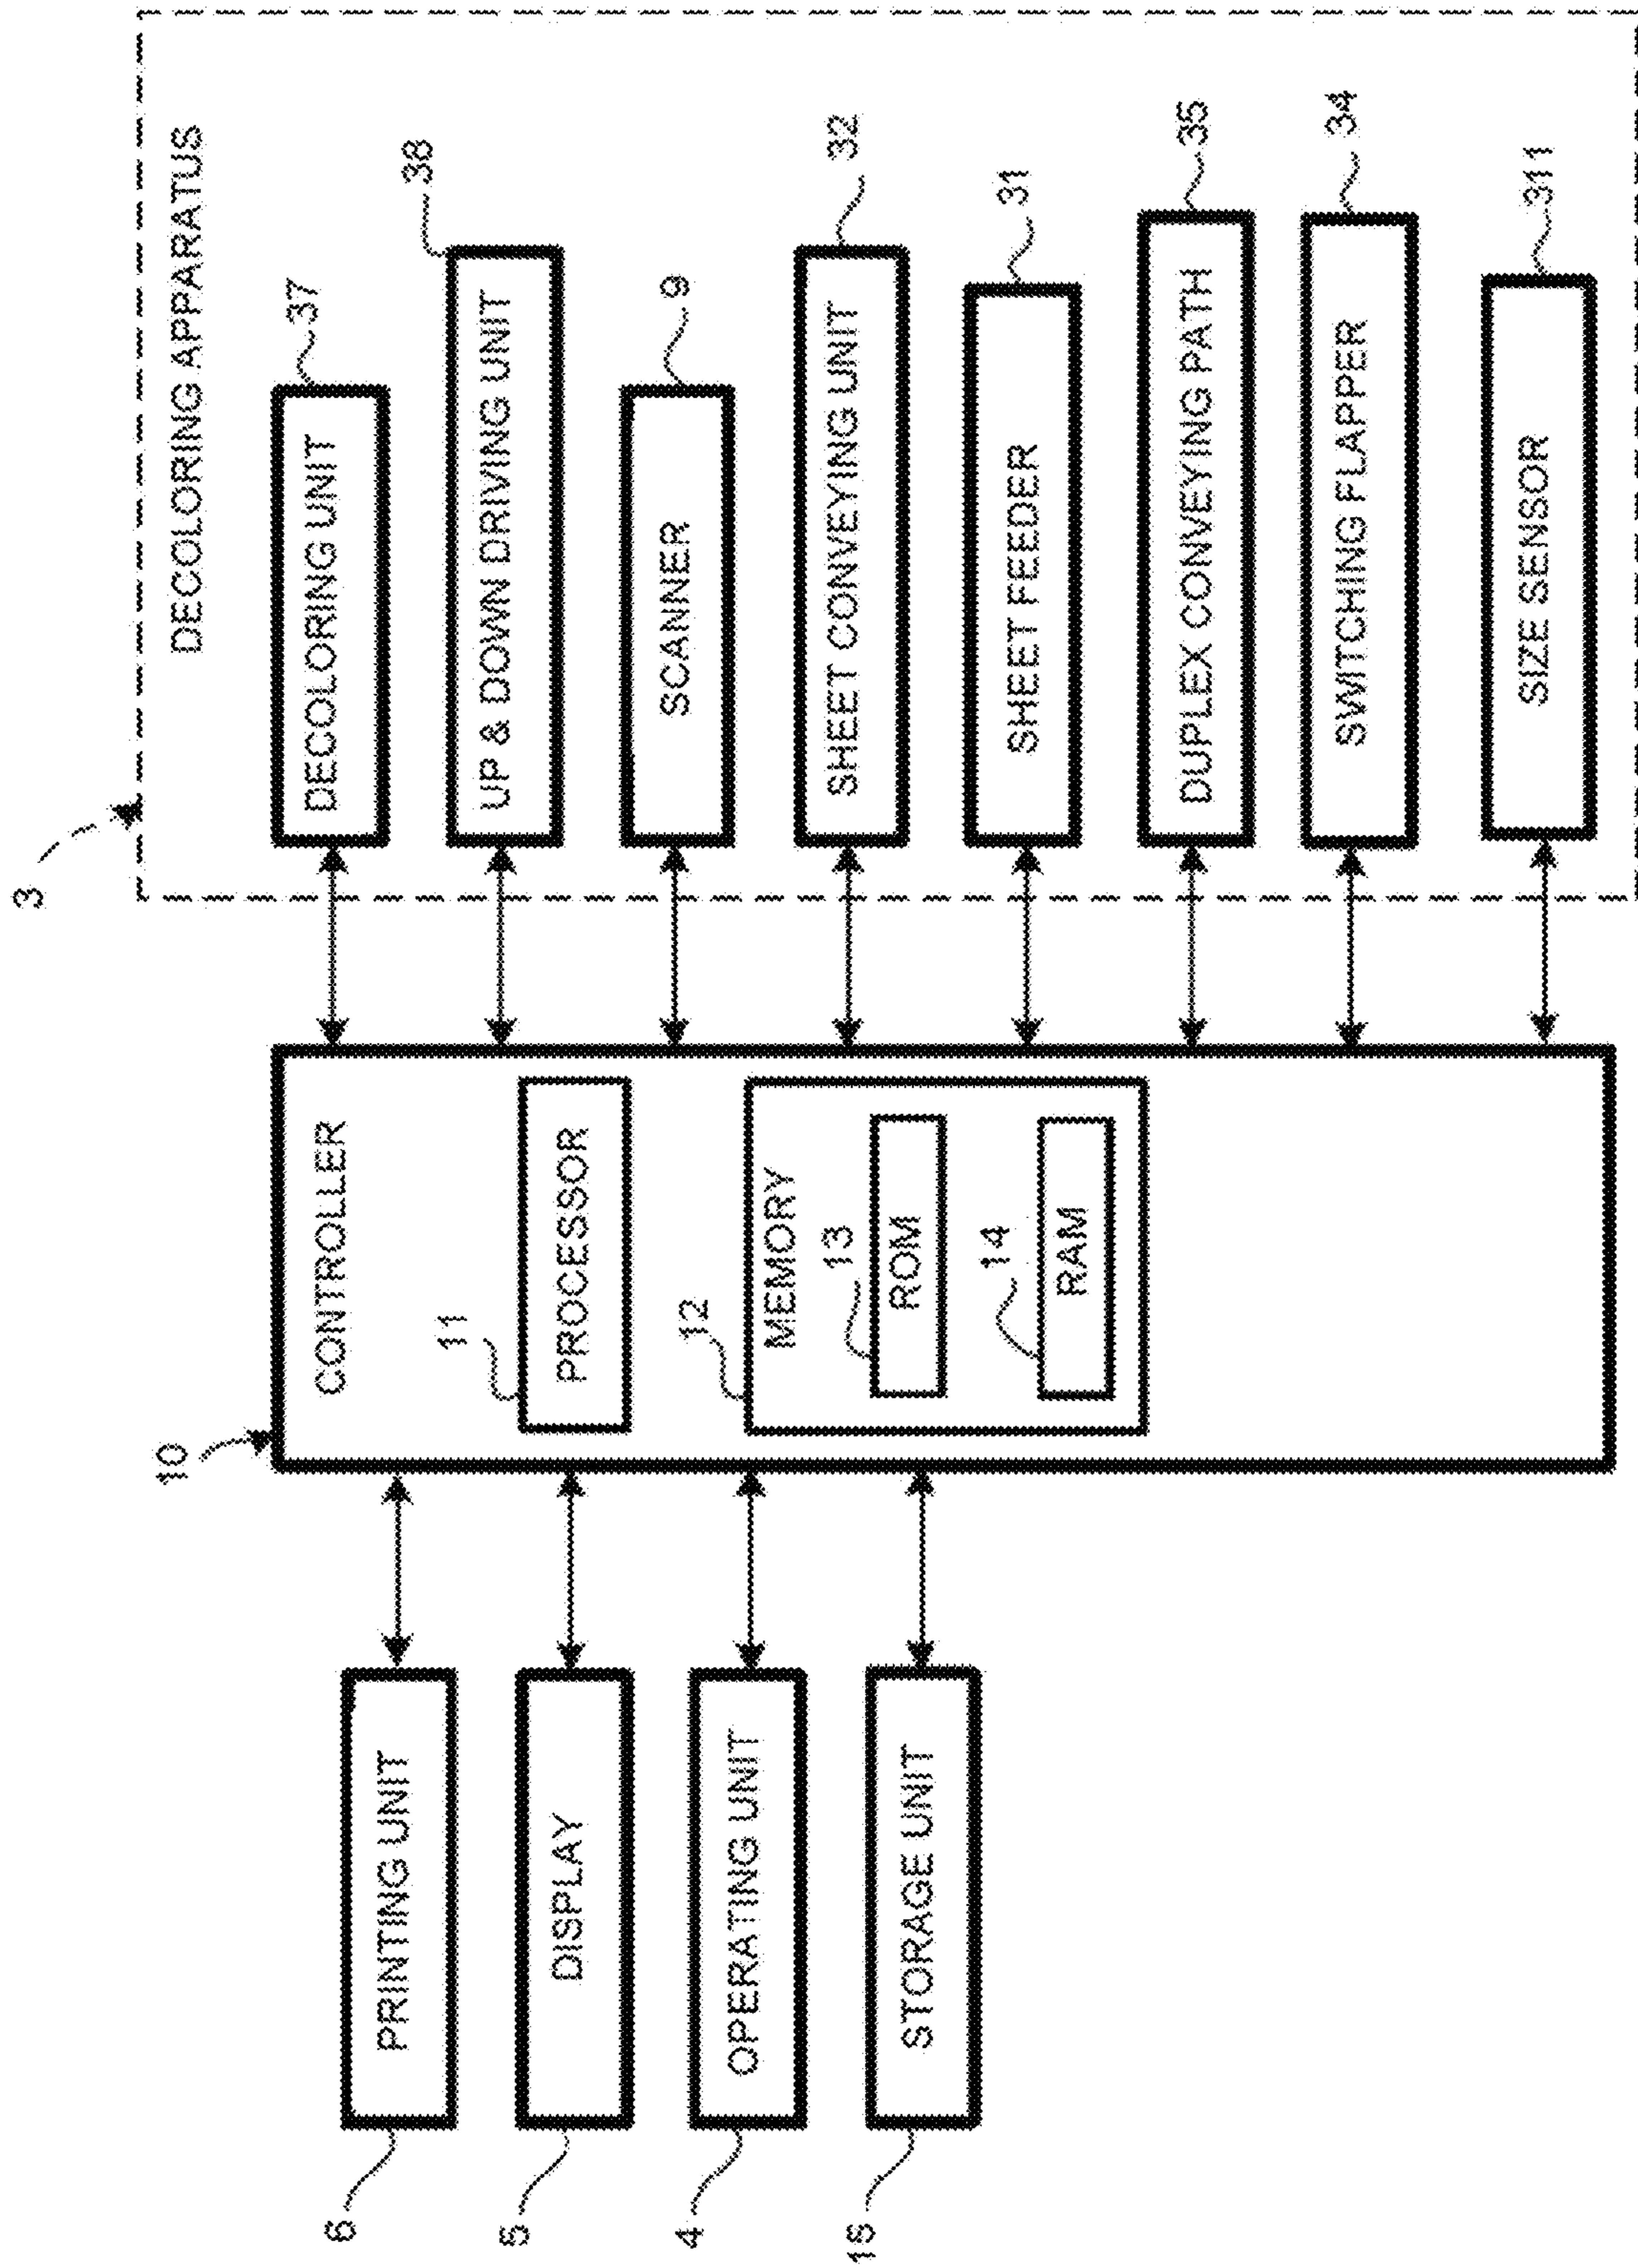 3
DECOLORING APPARATUS
10
CONTROLLER
6
PRINTING UNIT
5
DISPLAY
4
OPERATING UNIT
STORAGE UNIT
11
PROCESSOR
12
MEMORY
13
ROM
14
RAM
DECOLORING UNIT
37
UP & DOWN DRIVING UNIT
38
SCANNER
9
SHEET CONVEYING UNIT
32
SHEET FEEDER
31
DUPLEX CONVEYING PATH
35
SWITCHING FLAPPER
34
SIZE SENSOR
311